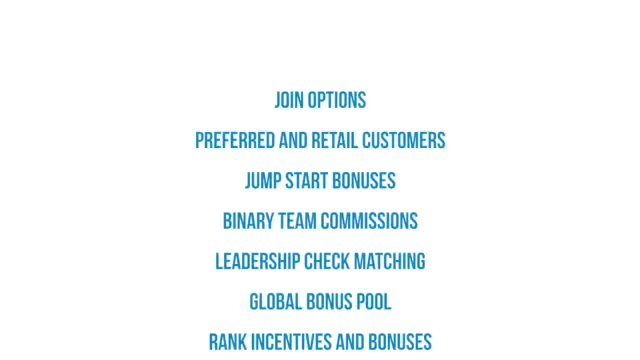 JOIN OPTIONS
PREFERRED AND RETAIL CUSTOMERS
JUMP START BONUSES
BINARY TEAM COMMISSIONS
LEADERSHIP CHECK MATCHING
GLOBAL BONUS POOL
RANK INCENTIVES AND BONUSES